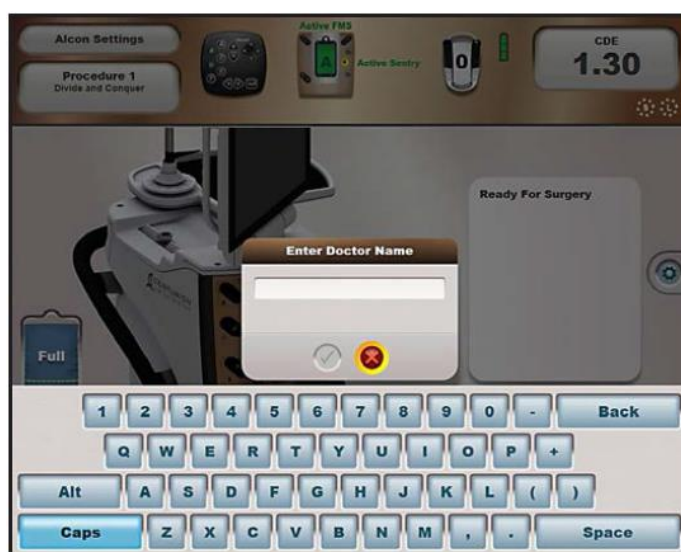 Alcon Settings
Procedure 1
Divide and Conquer
Active FMS
A
Active Sentry
0
CDE
1.30
Ready For Surgery
Enter Doctor Name
CENTURION
Full
1 2 3 4 5 6 7 8 9 0 - Back
Q W E R T Y U I O P +
Alt A S D F G H J K L ( )
Caps Z X C V B N M , . Space